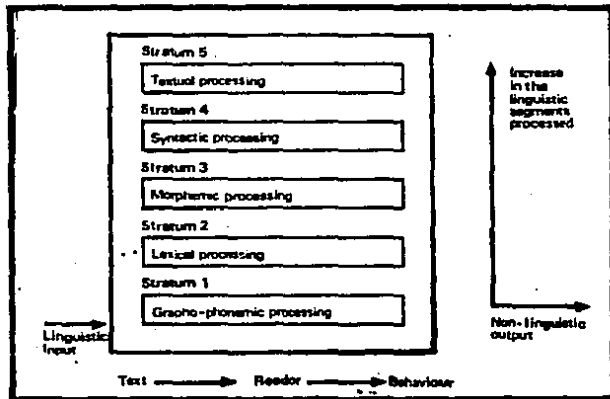 Stratum 5
Textual processing
Stratum 4
Syntactic processing
Stratum 3
Morphemic processing
Stratum 2
Lexical processing
Stratum 1
Grapho-phonemic processing
Linguistic
Input
Increase
in the
linguistic
segments
processed
Non-linguistic
output
Text Reader Behaviour